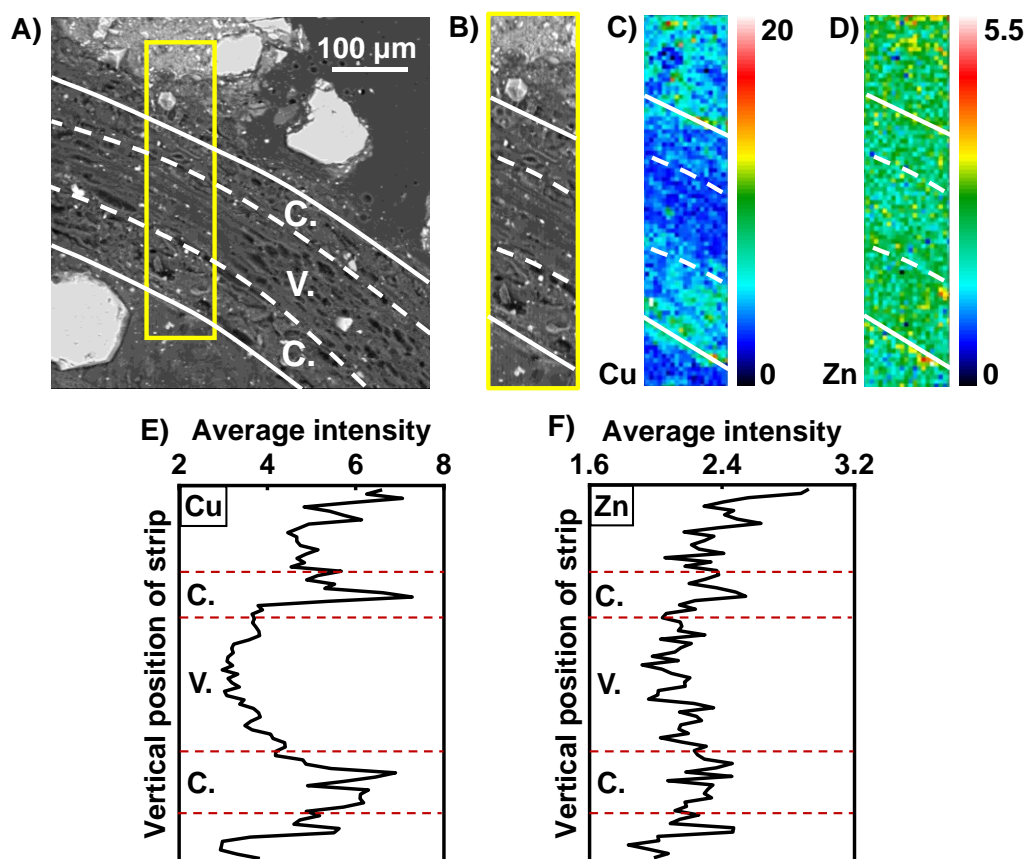 A)
100 µm
C.
V.
C.
B)
C)
20
0
Cu
D)
5.5
0
Zn
E)
Average intensity
2 4 6 8
Cu
Vertical position of strip
C.
V.
C.
F)
Average intensity
1.6 2.4 3.2
Zn
Vertical position of strip
C.
V.
C.